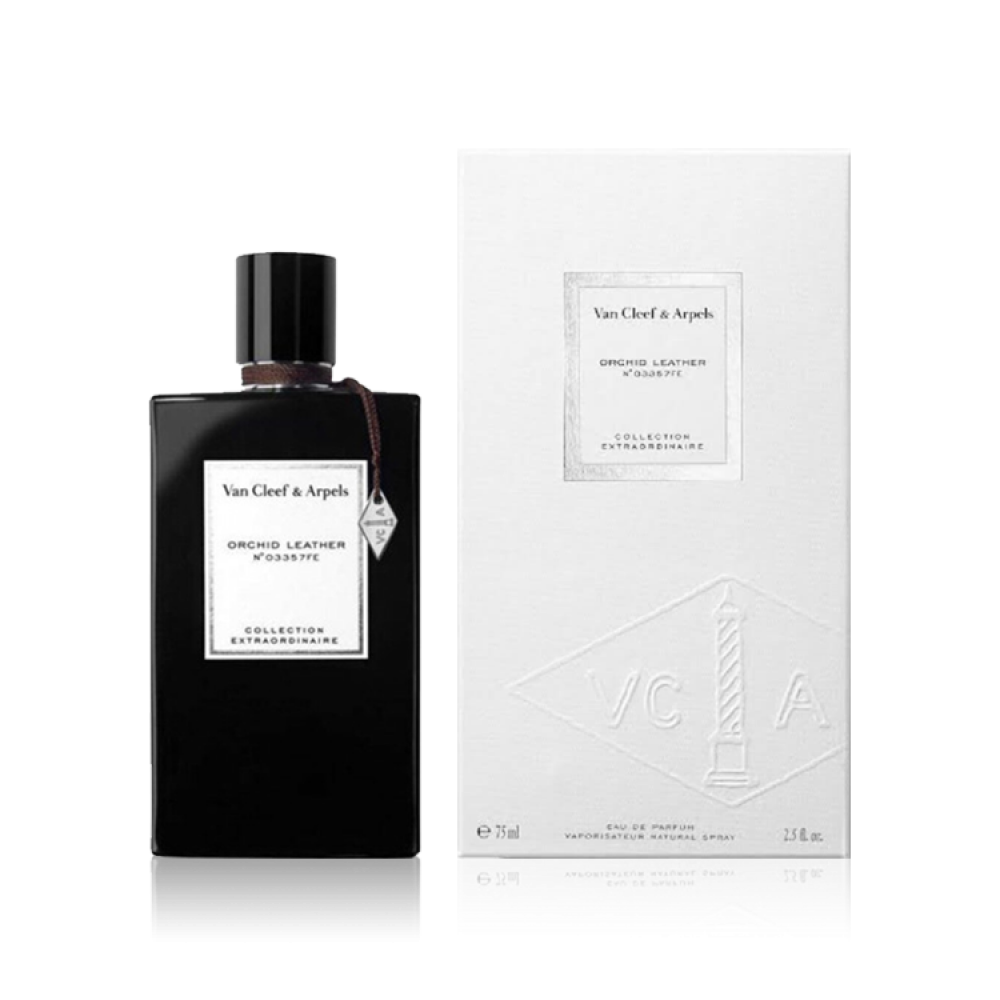 Van Cleef & Arpels
ORCHID LEATHER
N°03357FE
COLLECTION
EXTRAORDINAIRE
VC A
Van Cleef & Arpels
ORCHID LEATHER
N°03357FE
COLLECTION
EXTRAORDINAIRE
VC A
e 75 ml
EAU DE PARFUM
VAPORISATEUR NATURAL SPRAY
2.5 fl. oz.